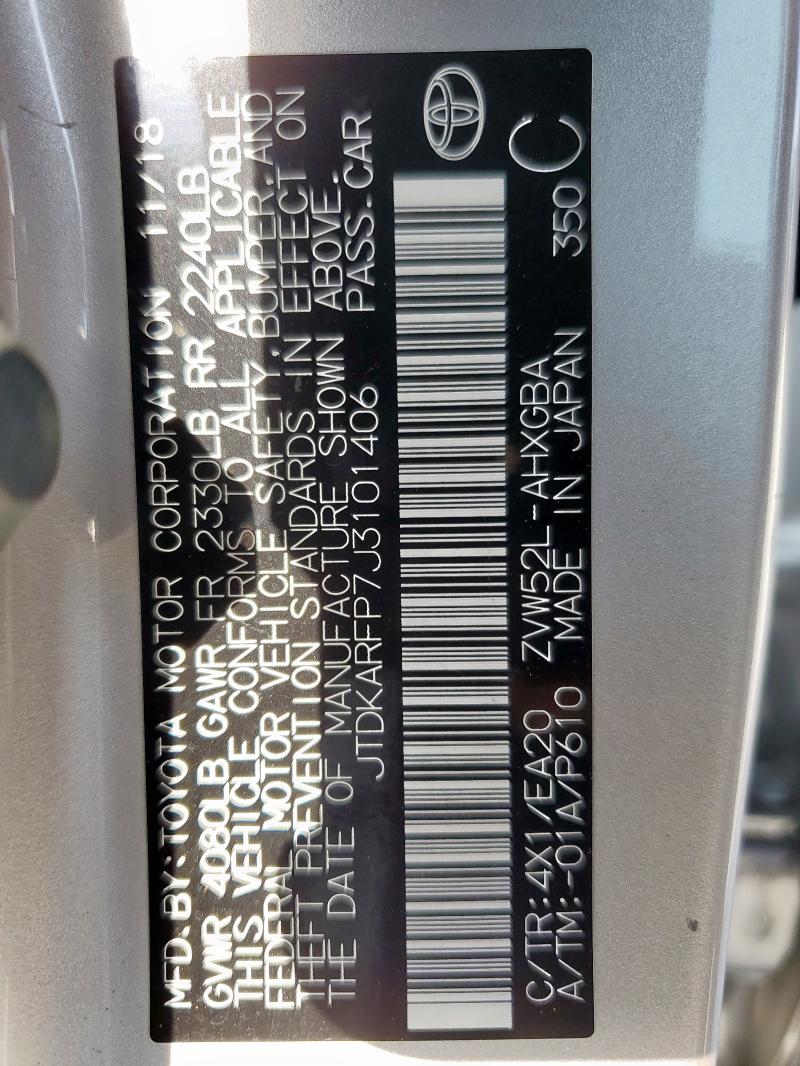 MFD.BY:TOYOTA MOTOR CORPORATION 11/18
GVWR 4080LB GAWR FR 2330LB RR 2240LB
THIS VEHICLE CONFORMS TO ALL APPLICABLE
FEDERAL MOTOR VEHICLE SAFETY, BUMPER, AND
THEFT PREVENTION STANDARDS IN EFFECT ON
THE DATE OF MANUFACTURE SHOWN ABOVE.
JTDKARFP7J3101406 PASS.CAR
C/TR:4X1/EA20 ZVW52L-AHXGBA C
A/TM:-01A/P610 MADE IN JAPAN 350